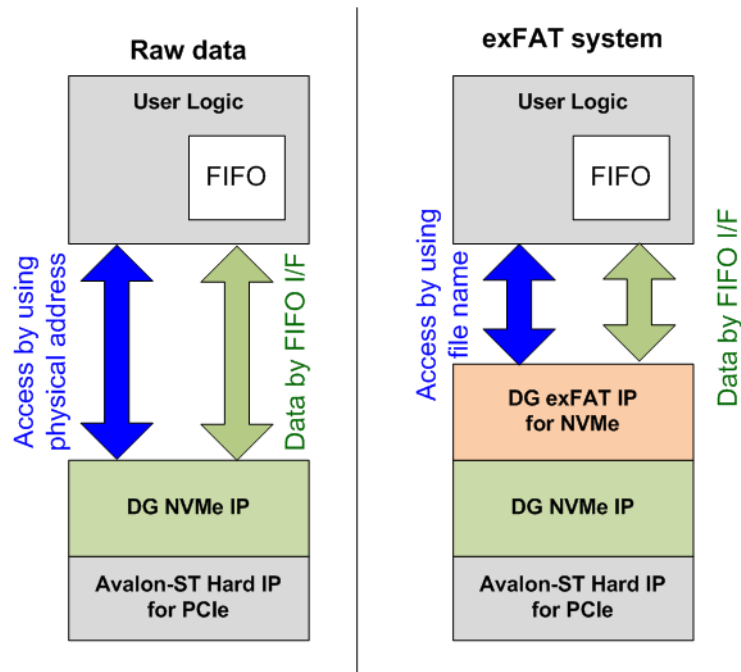 Raw data
User Logic
FIFO
Access by using
physical address
Data by FIFO I/F
DG NVMe IP
Avalon-ST Hard IP
for PCIe
exFAT system
User Logic
FIFO
Access by using
file name
Data by FIFO I/F
DG exFAT IP
for NVMe
DG NVMe IP
Avalon-ST Hard IP
for PCIe